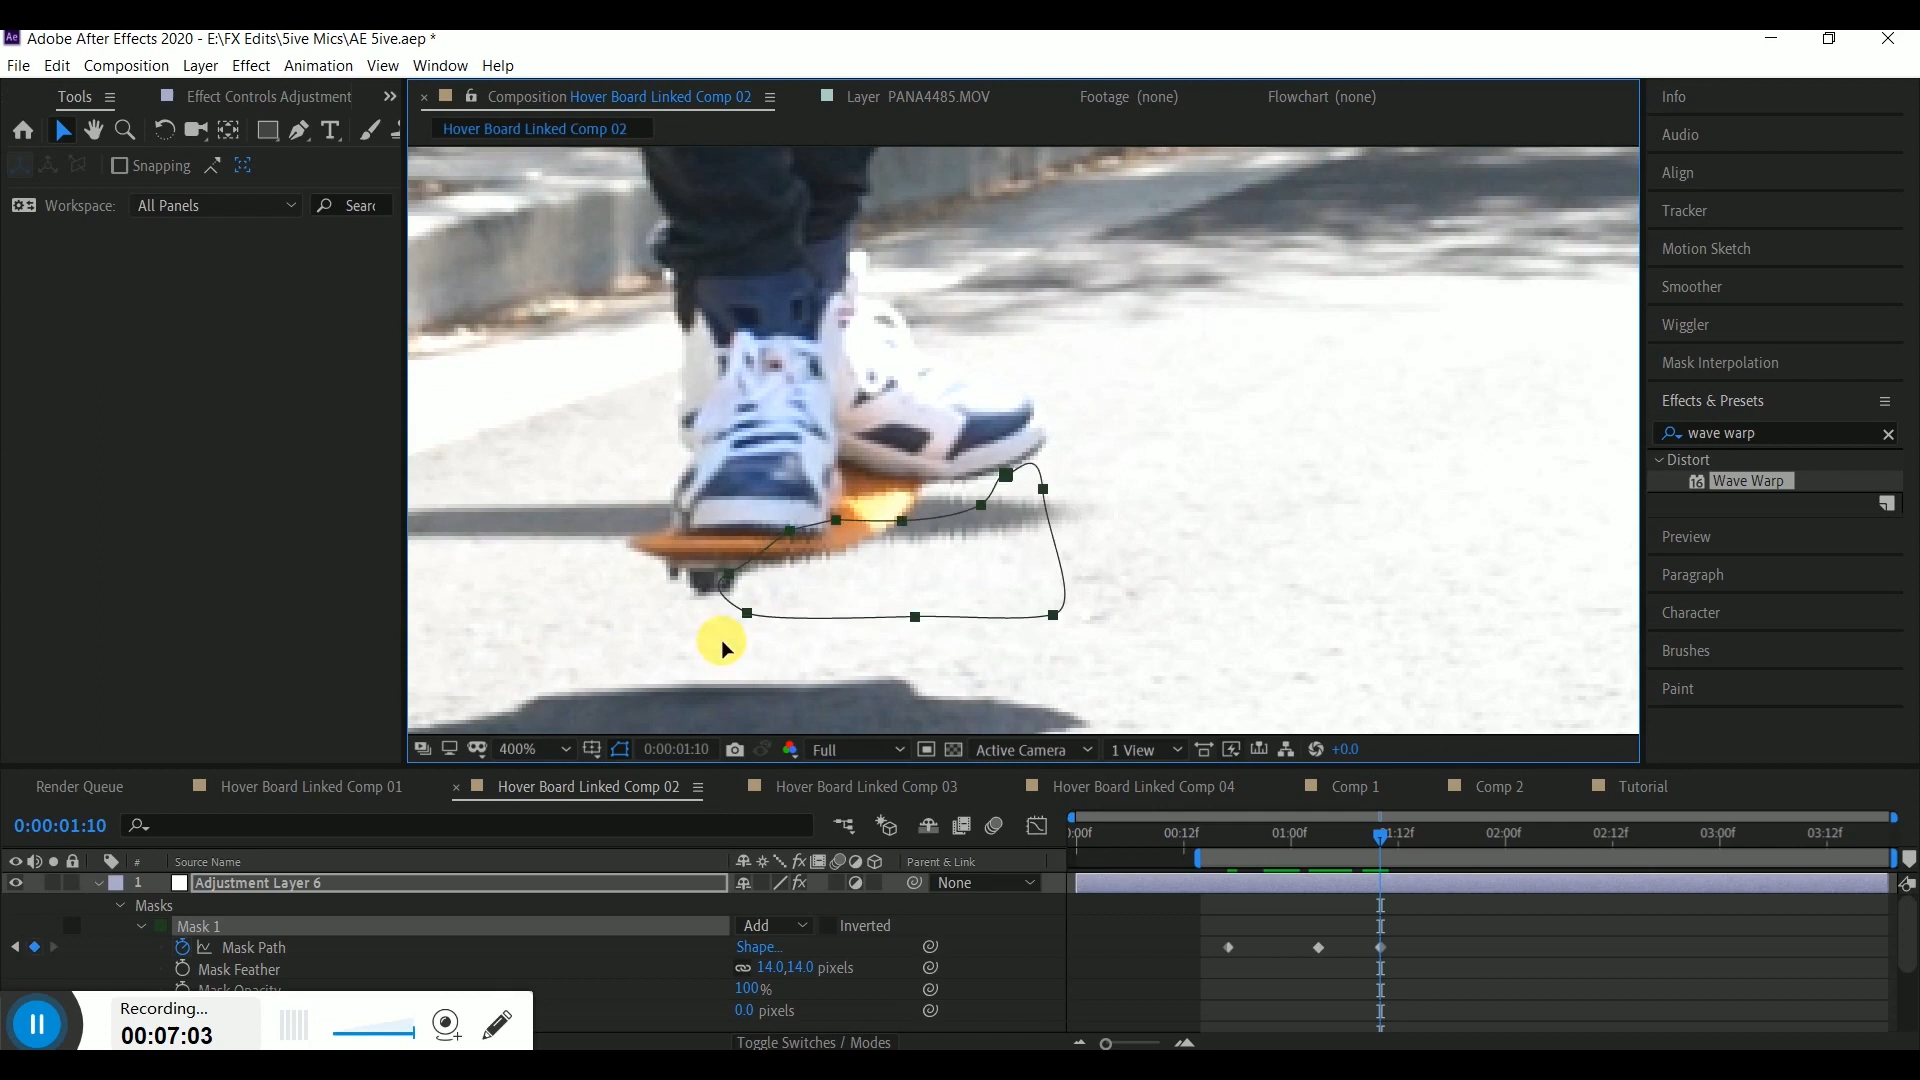 Ae Adobe After Effects 2020 - E:\FX Edits\5ive Mics\AE 5ive.aep *
File Edit Composition Layer Effect Animation View Window Help
Tools Effect Controls Adjustment
Composition Hover Board Linked Comp 02 Layer PANA4485.MOV Footage (none) Flowchart (none)
Hover Board Linked Comp 02
Snapping
Workspace: All Panels Searc
Info
Audio
Align
Tracker
Motion Sketch
Smoother
Wiggler
Mask Interpolation
Effects & Presets
wave warp
Distort
16 Wave Warp
Preview
Paragraph
Character
Brushes
Paint
400% 0:00:01:10 Full Active Camera 1 View +0.0
Render Queue Hover Board Linked Comp 01 Hover Board Linked Comp 02 Hover Board Linked Comp 03 Hover Board Linked Comp 04 Comp 1 Comp 2 Tutorial
0:00:01:10
):00f 00:12f 01:00f 01:12f 02:00f 02:12f 03:00f 03:12f
# Source Name fx Parent & Link
1 Adjustment Layer 6 fx None
Masks
Mask 1 Add Inverted
Mask Path Shape...
Mask Feather 14.0,14.0 pixels
Mask Opacity 100%
0.0 pixels
Recording...
00:07:03
Toggle Switches / Modes